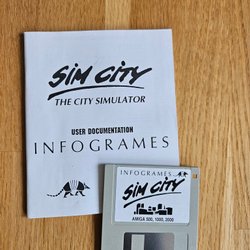 SIM CITY
THE CITY SIMULATOR
USER DOCUMENTATION
INFOGRAMES
INFOGRAMES
SIM CITY
AMIGA 500, 1000, 2000